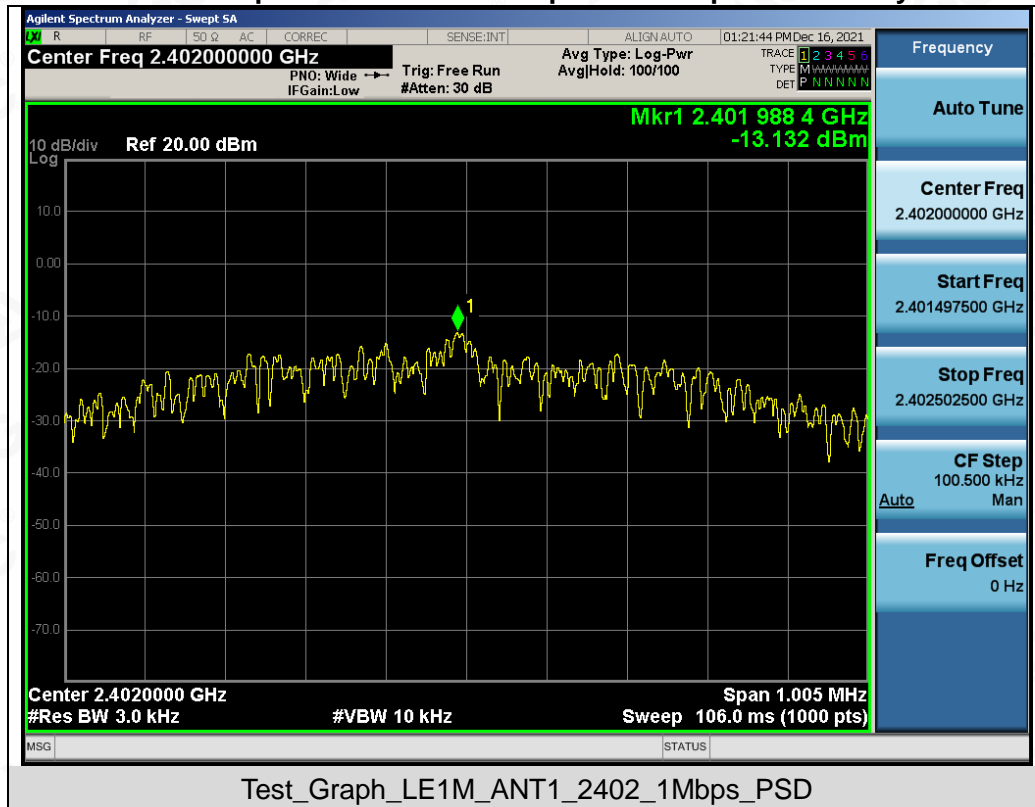 Agilent Spectrum Analyzer - Swept SA
LXI R RF 50 Ω AC CORREC SENSE:INT ALIGN AUTO 01:21:44 PM Dec 16, 2021
Center Freq 2.402000000 GHz
PNO: Wide
IFGain:Low
Trig: Free Run
#Atten: 30 dB
Avg Type: Log-Pwr
Avg|Hold: 100/100
TRACE 1 2 3 4 5 6
TYPE M WWWWW
DET P N N N N N
Mkr1 2.401 988 4 GHz
-13.132 dBm
10 dB/div Ref 20.00 dBm
Log
10.0
0.00
-10.0
-20.0
-30.0
-40.0
-50.0
-60.0
-70.0
1
Center 2.4020000 GHz Span 1.005 MHz
#Res BW 3.0 kHz #VBW 10 kHz Sweep 106.0 ms (1000 pts)
MSG STATUS
Frequency
Auto Tune
Center Freq
2.402000000 GHz
Start Freq
2.401497500 GHz
Stop Freq
2.402502500 GHz
CF Step
100.500 kHz
Auto Man
Freq Offset
0 Hz
Test_Graph_LE1M_ANT1_2402_1Mbps_PSD